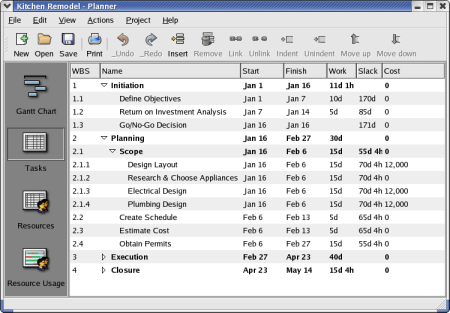 Kitchen Remodel - Planner
File Edit View Actions Project Help
New Open Save Print _Undo _Redo Insert Remove Link Unlink Indent Unindent Move up Move down
Gantt Chart
Tasks
Resources
Resource Usage
WBS Name Start Finish Work Slack Cost
1 Initiation Jan 1 Jan 16 11d 1h 0
1.1 Define Objectives Jan 1 Jan 7 10d 170d 0
1.2 Return on Investment Analysis Jan 7 Jan 14 5d 85d 0
1.3 Go/No-Go Decision Jan 16 Jan 16 171d 0
2 Planning Jan 16 Feb 27 30d 0
2.1 Scope Jan 16 Feb 6 15d 55d 4h 0
2.1.1 Design Layout Jan 16 Feb 6 15d 70d 4h 12,000
2.1.2 Research & Choose Appliances Jan 16 Feb 6 15d 70d 4h 0
2.1.3 Electrical Design Jan 16 Feb 6 15d 70d 4h 12,000
2.1.4 Plumbing Design Jan 16 Feb 6 15d 70d 4h 12,000
2.2 Create Schedule Feb 6 Feb 13 5d 65d 4h 0
2.3 Estimate Cost Feb 6 Feb 13 5d 65d 4h 0
2.4 Obtain Permits Feb 6 Feb 27 15d 55d 4h 0
3 Execution Feb 27 Apr 23 40d 0
4 Closure Apr 23 May 14 15d 4h 0